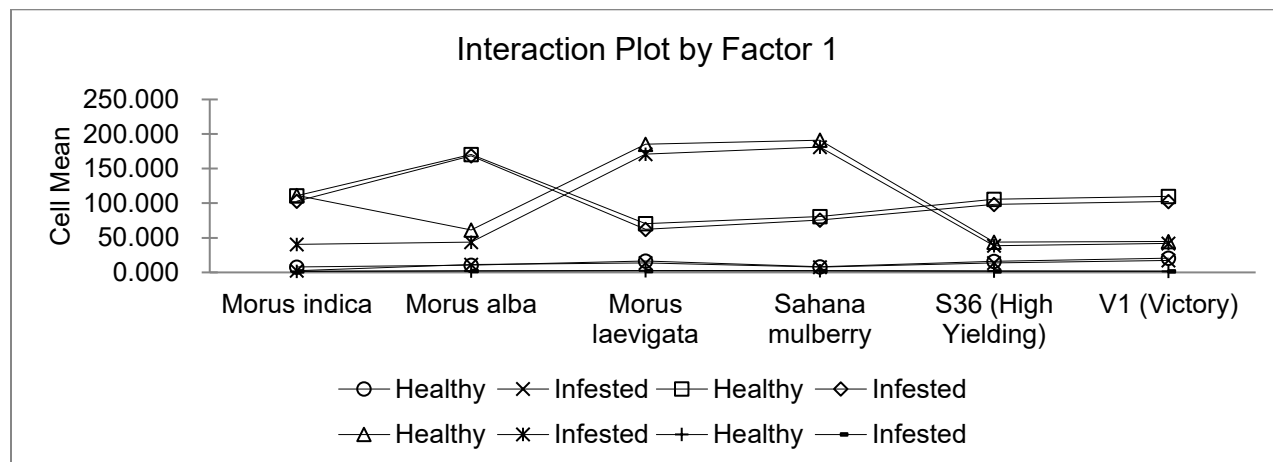 Interaction Plot by Factor 1
Cell Mean
250.000
200.000
150.000
100.000
50.000
0.000
Morus indica
Morus alba
Morus
laevigata
Sahana
mulberry
S36 (High
Yielding)
V1 (Victory)
Healthy Infested Healthy Infested
Healthy Infested Healthy Infested